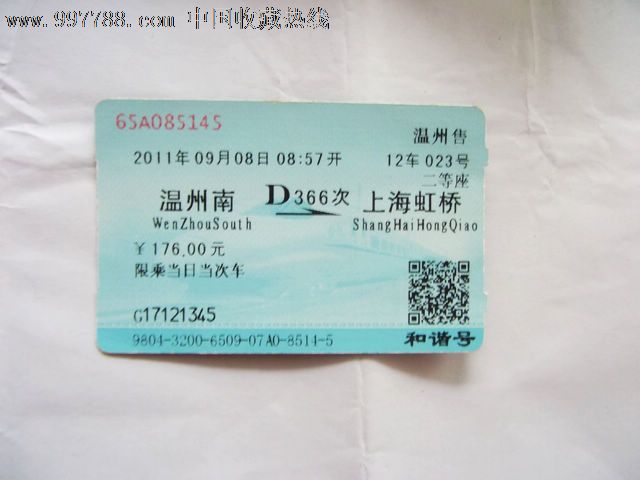 www.997788.com 中国收藏热线
65A085145
温州售
2011年09月08日08:57开
12车023号
二等座
温州南 D366次 上海虹桥
WenZhouSouth ShangHaiHongQiao
￥176.00元
限乘当日当次车
G17121345
和谐号
9804-3200-6509-07A0-8514-5